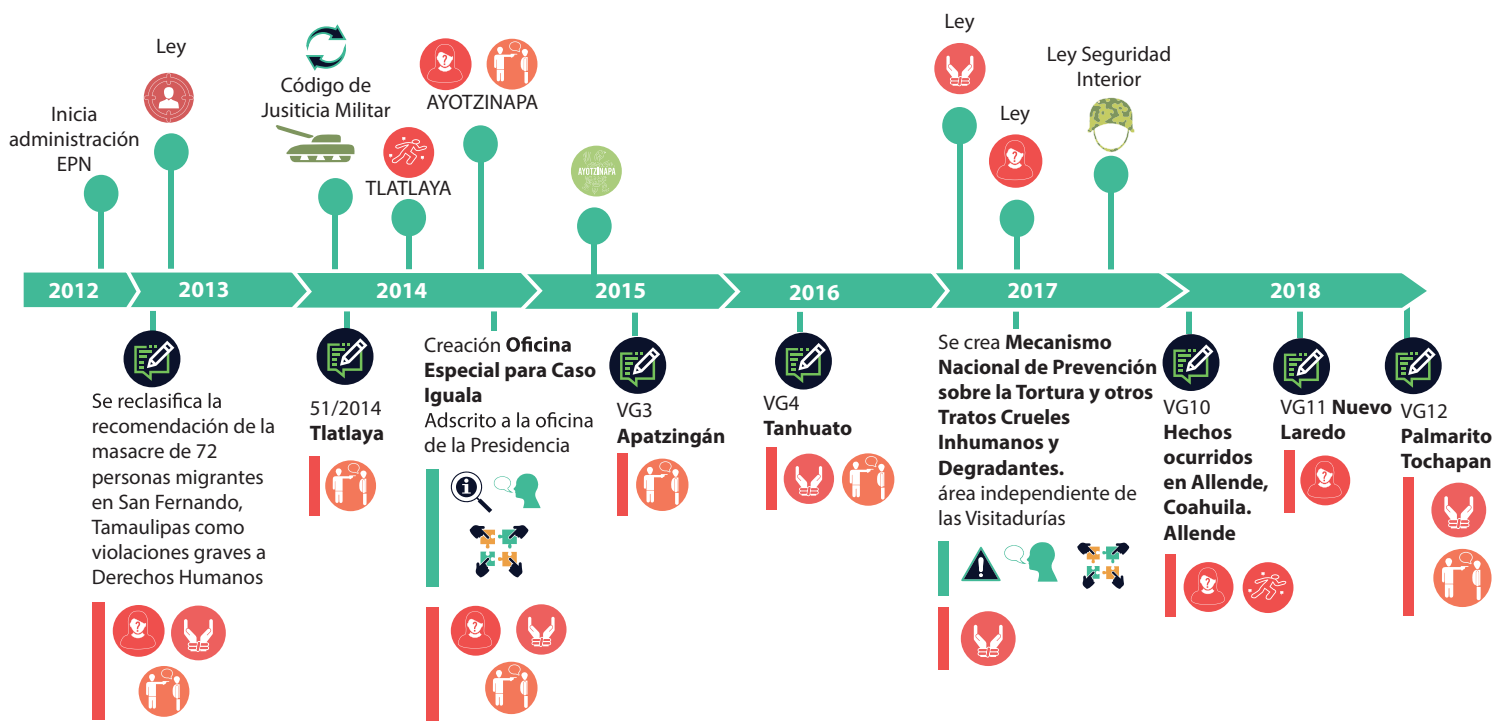 Inicia
administración
EPN
Ley
Código de
Jusiticia Militar
TLATLAYA
AYOTZINAPA
AYOTZINAPA
Ley
Ley
Ley Seguridad
Interior
2012
2013
2014
2015
2016
2017
2018
Se reclasifica la
recomendación de la
masacre de 72
personas migrantes
en San Fernando,
Tamaulipas como
violaciones graves a
Derechos Humanos
51/2014
Tlatlaya
Creación Oficina
Especial para Caso
Iguala
Adscrito a la oficina
de la Presidencia
VG3
Apatzingán
VG4
Tanhuato
Se crea Mecanismo
Nacional de Prevención
sobre la Tortura y otros
Tratos Crueles
Inhumanos y
Degradantes.
área independiente de
las Visitadurías
VG10
Hechos
ocurridos
en Allende,
Coahuila.
Allende
VG11 Nuevo
Laredo
VG12
Palmarito
Tochapan